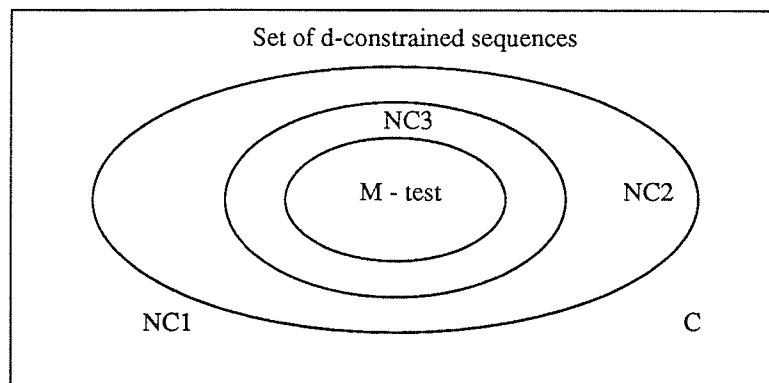 Set of d-constrained sequences
NC3
M - test
NC2
NC1
C